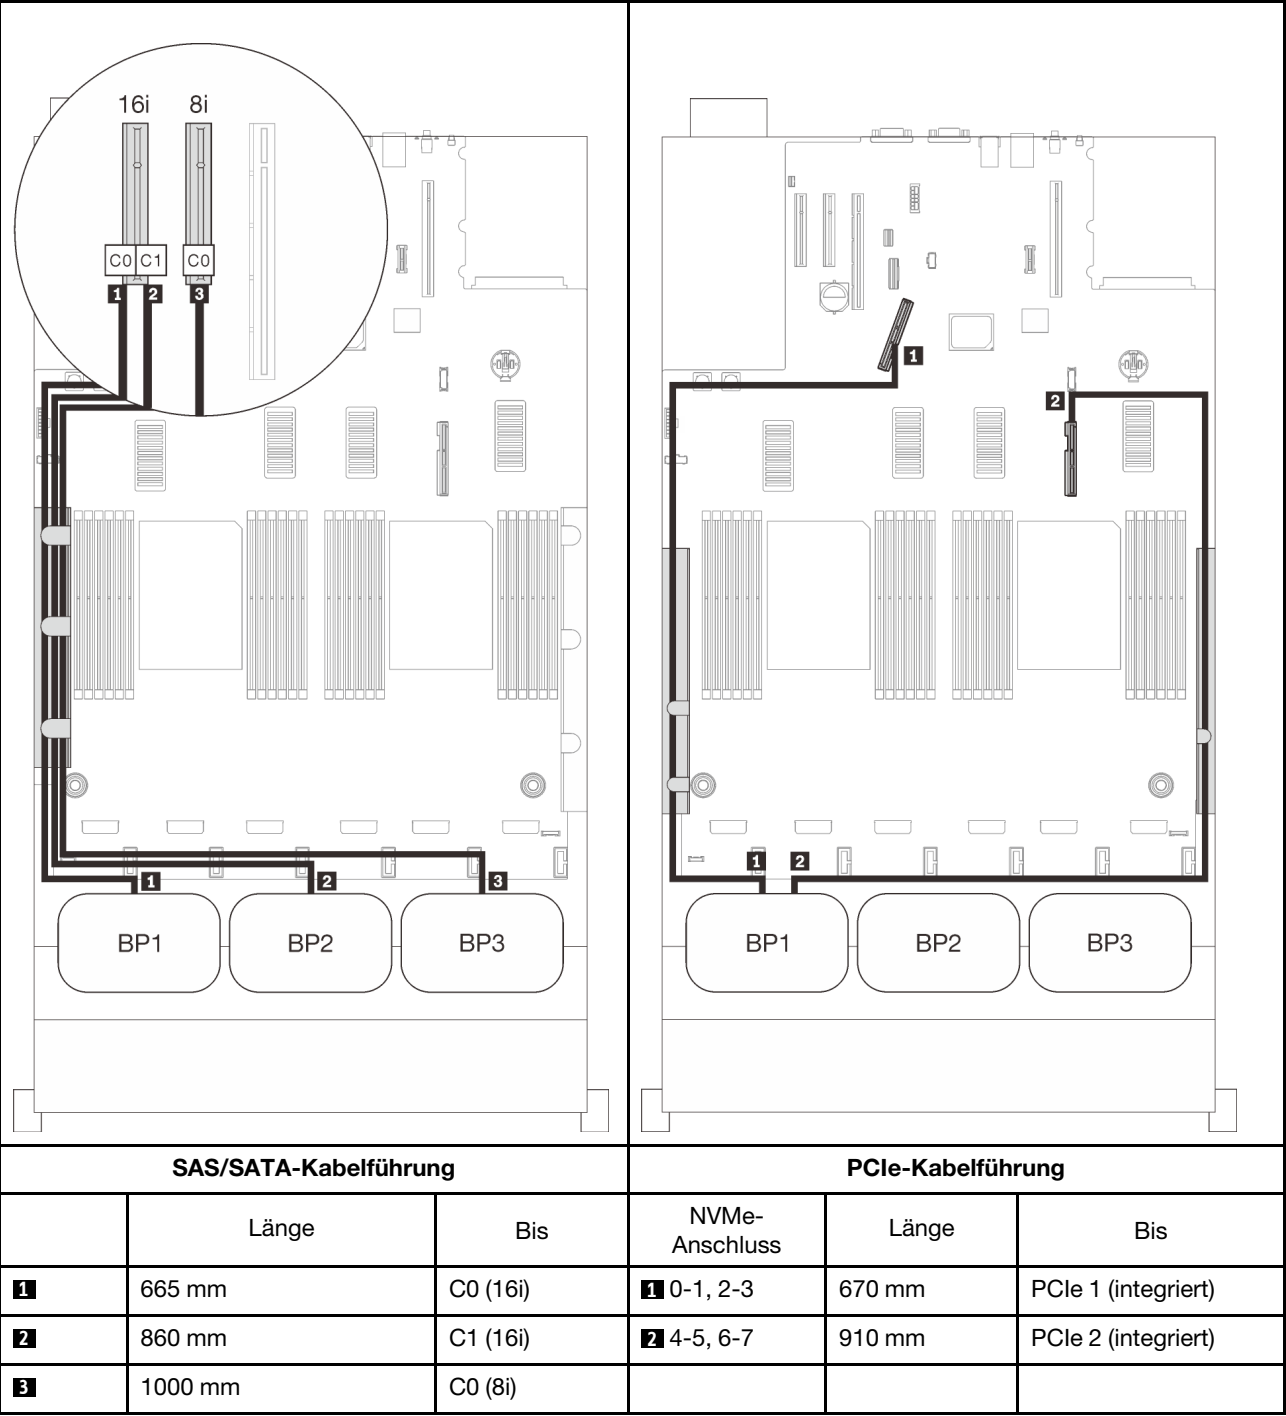 16i 8i
C0 C1 C0
1 2 3
1 2 3
BP1 BP2 BP3
1
2
1 2
BP1 BP2 BP3
SAS/SATA-Kabelführung
Länge Bis
1 665 mm C0 (16i)
2 860 mm C1 (16i)
3 1000 mm C0 (8i)
PCIe-Kabelführung
NVMe-
Anschluss Länge Bis
1 0-1, 2-3 670 mm PCIe 1 (integriert)
2 4-5, 6-7 910 mm PCIe 2 (integriert)